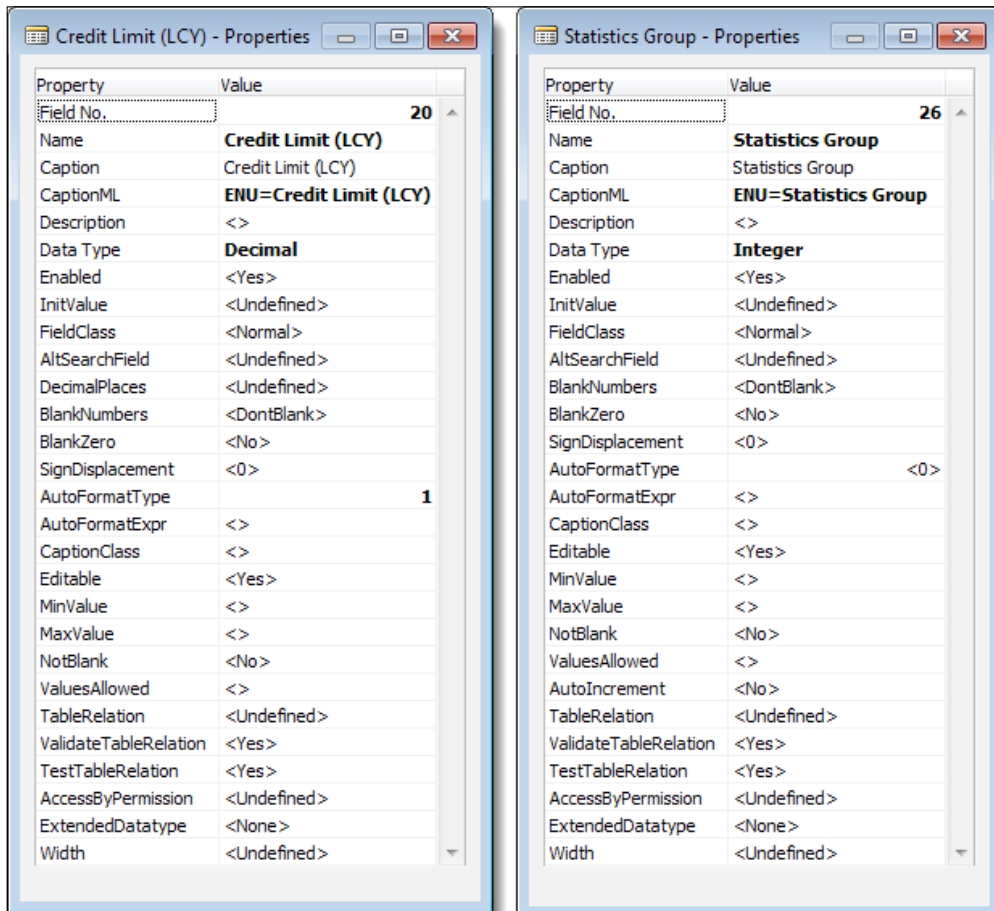 Credit Limit (LCY) - Properties
Property Value
Field No. 20
Name Credit Limit (LCY)
Caption Credit Limit (LCY)
CaptionML ENU=Credit Limit (LCY)
Description <>
Data Type Decimal
Enabled <Yes>
InitValue <Undefined>
FieldClass <Normal>
AltSearchField <Undefined>
DecimalPlaces <Undefined>
BlankNumbers <DontBlank>
BlankZero <No>
SignDisplacement <0>
AutoFormatType 1
AutoFormatExpr <>
CaptionClass <>
Editable <Yes>
MinValue <>
MaxValue <>
NotBlank <No>
ValuesAllowed <>
TableRelation <Undefined>
ValidateTableRelation <Yes>
TestTableRelation <Yes>
AccessByPermission <Undefined>
ExtendedDatatype <None>
Width <Undefined>
Statistics Group - Properties
Property Value
Field No. 26
Name Statistics Group
Caption Statistics Group
CaptionML ENU=Statistics Group
Description <>
Data Type Integer
Enabled <Yes>
InitValue <Undefined>
FieldClass <Normal>
AltSearchField <Undefined>
BlankNumbers <DontBlank>
BlankZero <No>
SignDisplacement <0>
AutoFormatType <0>
AutoFormatExpr <>
CaptionClass <>
Editable <Yes>
MinValue <>
MaxValue <>
NotBlank <No>
ValuesAllowed <>
AutoIncrement <No>
TableRelation <Undefined>
ValidateTableRelation <Yes>
TestTableRelation <Yes>
AccessByPermission <Undefined>
ExtendedDatatype <None>
Width <Undefined>